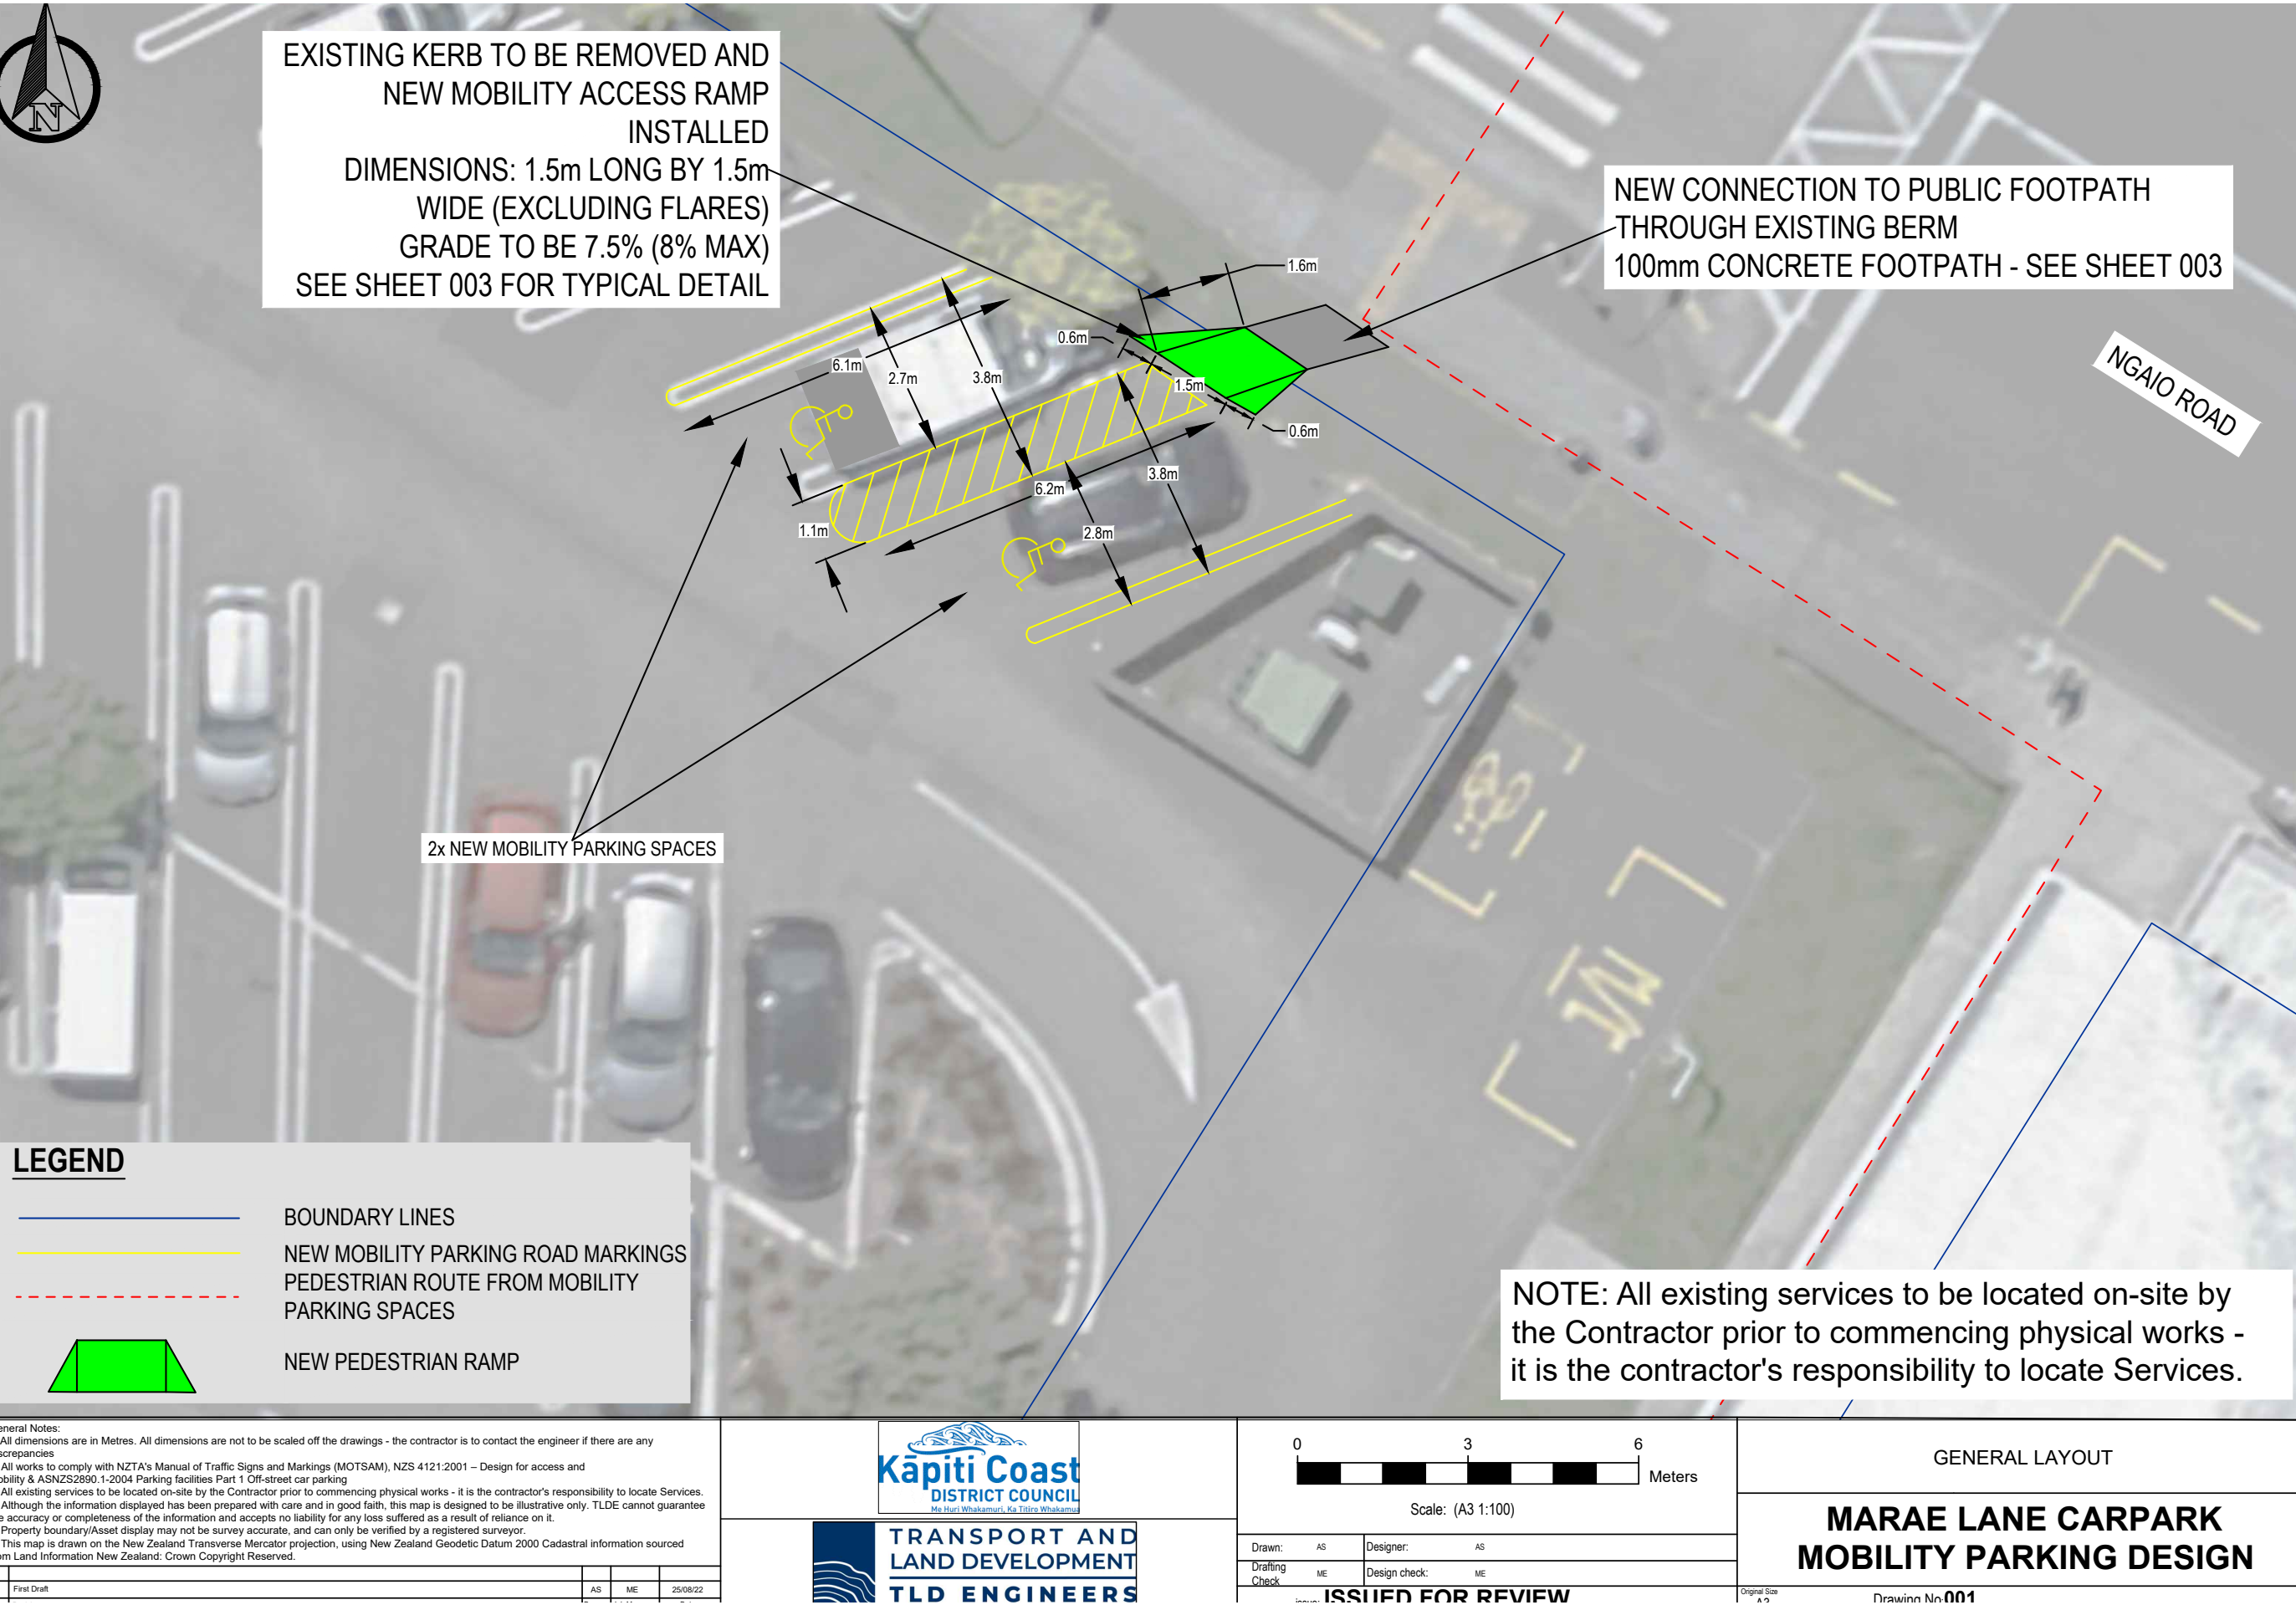 N
EXISTING KERB TO BE REMOVED AND
NEW MOBILITY ACCESS RAMP
INSTALLED
DIMENSIONS: 1.5m LONG BY 1.5m
WIDE (EXCLUDING FLARES)
GRADE TO BE 7.5% (8% MAX)
SEE SHEET 003 FOR TYPICAL DETAIL
NEW CONNECTION TO PUBLIC FOOTPATH
THROUGH EXISTING BERM
100mm CONCRETE FOOTPATH - SEE SHEET 003
NGAIO ROAD
1.6m
0.6m
6.1m
2.7m
3.8m
1.5m
0.6m
3.8m
6.2m
1.1m
2.8m
2x NEW MOBILITY PARKING SPACES
LEGEND
BOUNDARY LINES
NEW MOBILITY PARKING ROAD MARKINGS
PEDESTRIAN ROUTE FROM MOBILITY
PARKING SPACES
NEW PEDESTRIAN RAMP
NOTE: All existing services to be located on-site by
the Contractor prior to commencing physical works -
it is the contractor's responsibility to locate Services.
eneral Notes:
All dimensions are in Metres. All dimensions are not to be scaled off the drawings - the contractor is to contact the engineer if there are any
screpancies
All works to comply with NZTA's Manual of Traffic Signs and Markings (MOTSAM), NZS 4121:2001 – Design for access and
obility & ASNZS2890.1-2004 Parking facilities Part 1 Off-street car parking
All existing services to be located on-site by the Contractor prior to commencing physical works - it is the contractor's responsibility to locate Services.
Although the information displayed has been prepared with care and in good faith, this map is designed to be illustrative only. TLDE cannot guarantee
e accuracy or completeness of the information and accepts no liability for any loss suffered as a result of reliance on it.
Property boundary/Asset display may not be survey accurate, and can only be verified by a registered surveyor.
This map is drawn on the New Zealand Transverse Mercator projection, using New Zealand Geodetic Datum 2000 Cadastral information sourced
om Land Information New Zealand: Crown Copyright Reserved.
First Draft AS ME 25/08/22
Kāpiti Coast
DISTRICT COUNCIL
Me Huri Whakamuri, Ka Titiro Whakamua
TRANSPORT AND
LAND DEVELOPMENT
TLD ENGINEERS
0 3 6
Meters
Scale: (A3 1:100)
Drawn: AS Designer: AS
Drafting Check ME Design check: ME
issue: ISSUED FOR REVIEW
GENERAL LAYOUT
MARAE LANE CARPARK
MOBILITY PARKING DESIGN
Original Size
A3
Drawing No:001